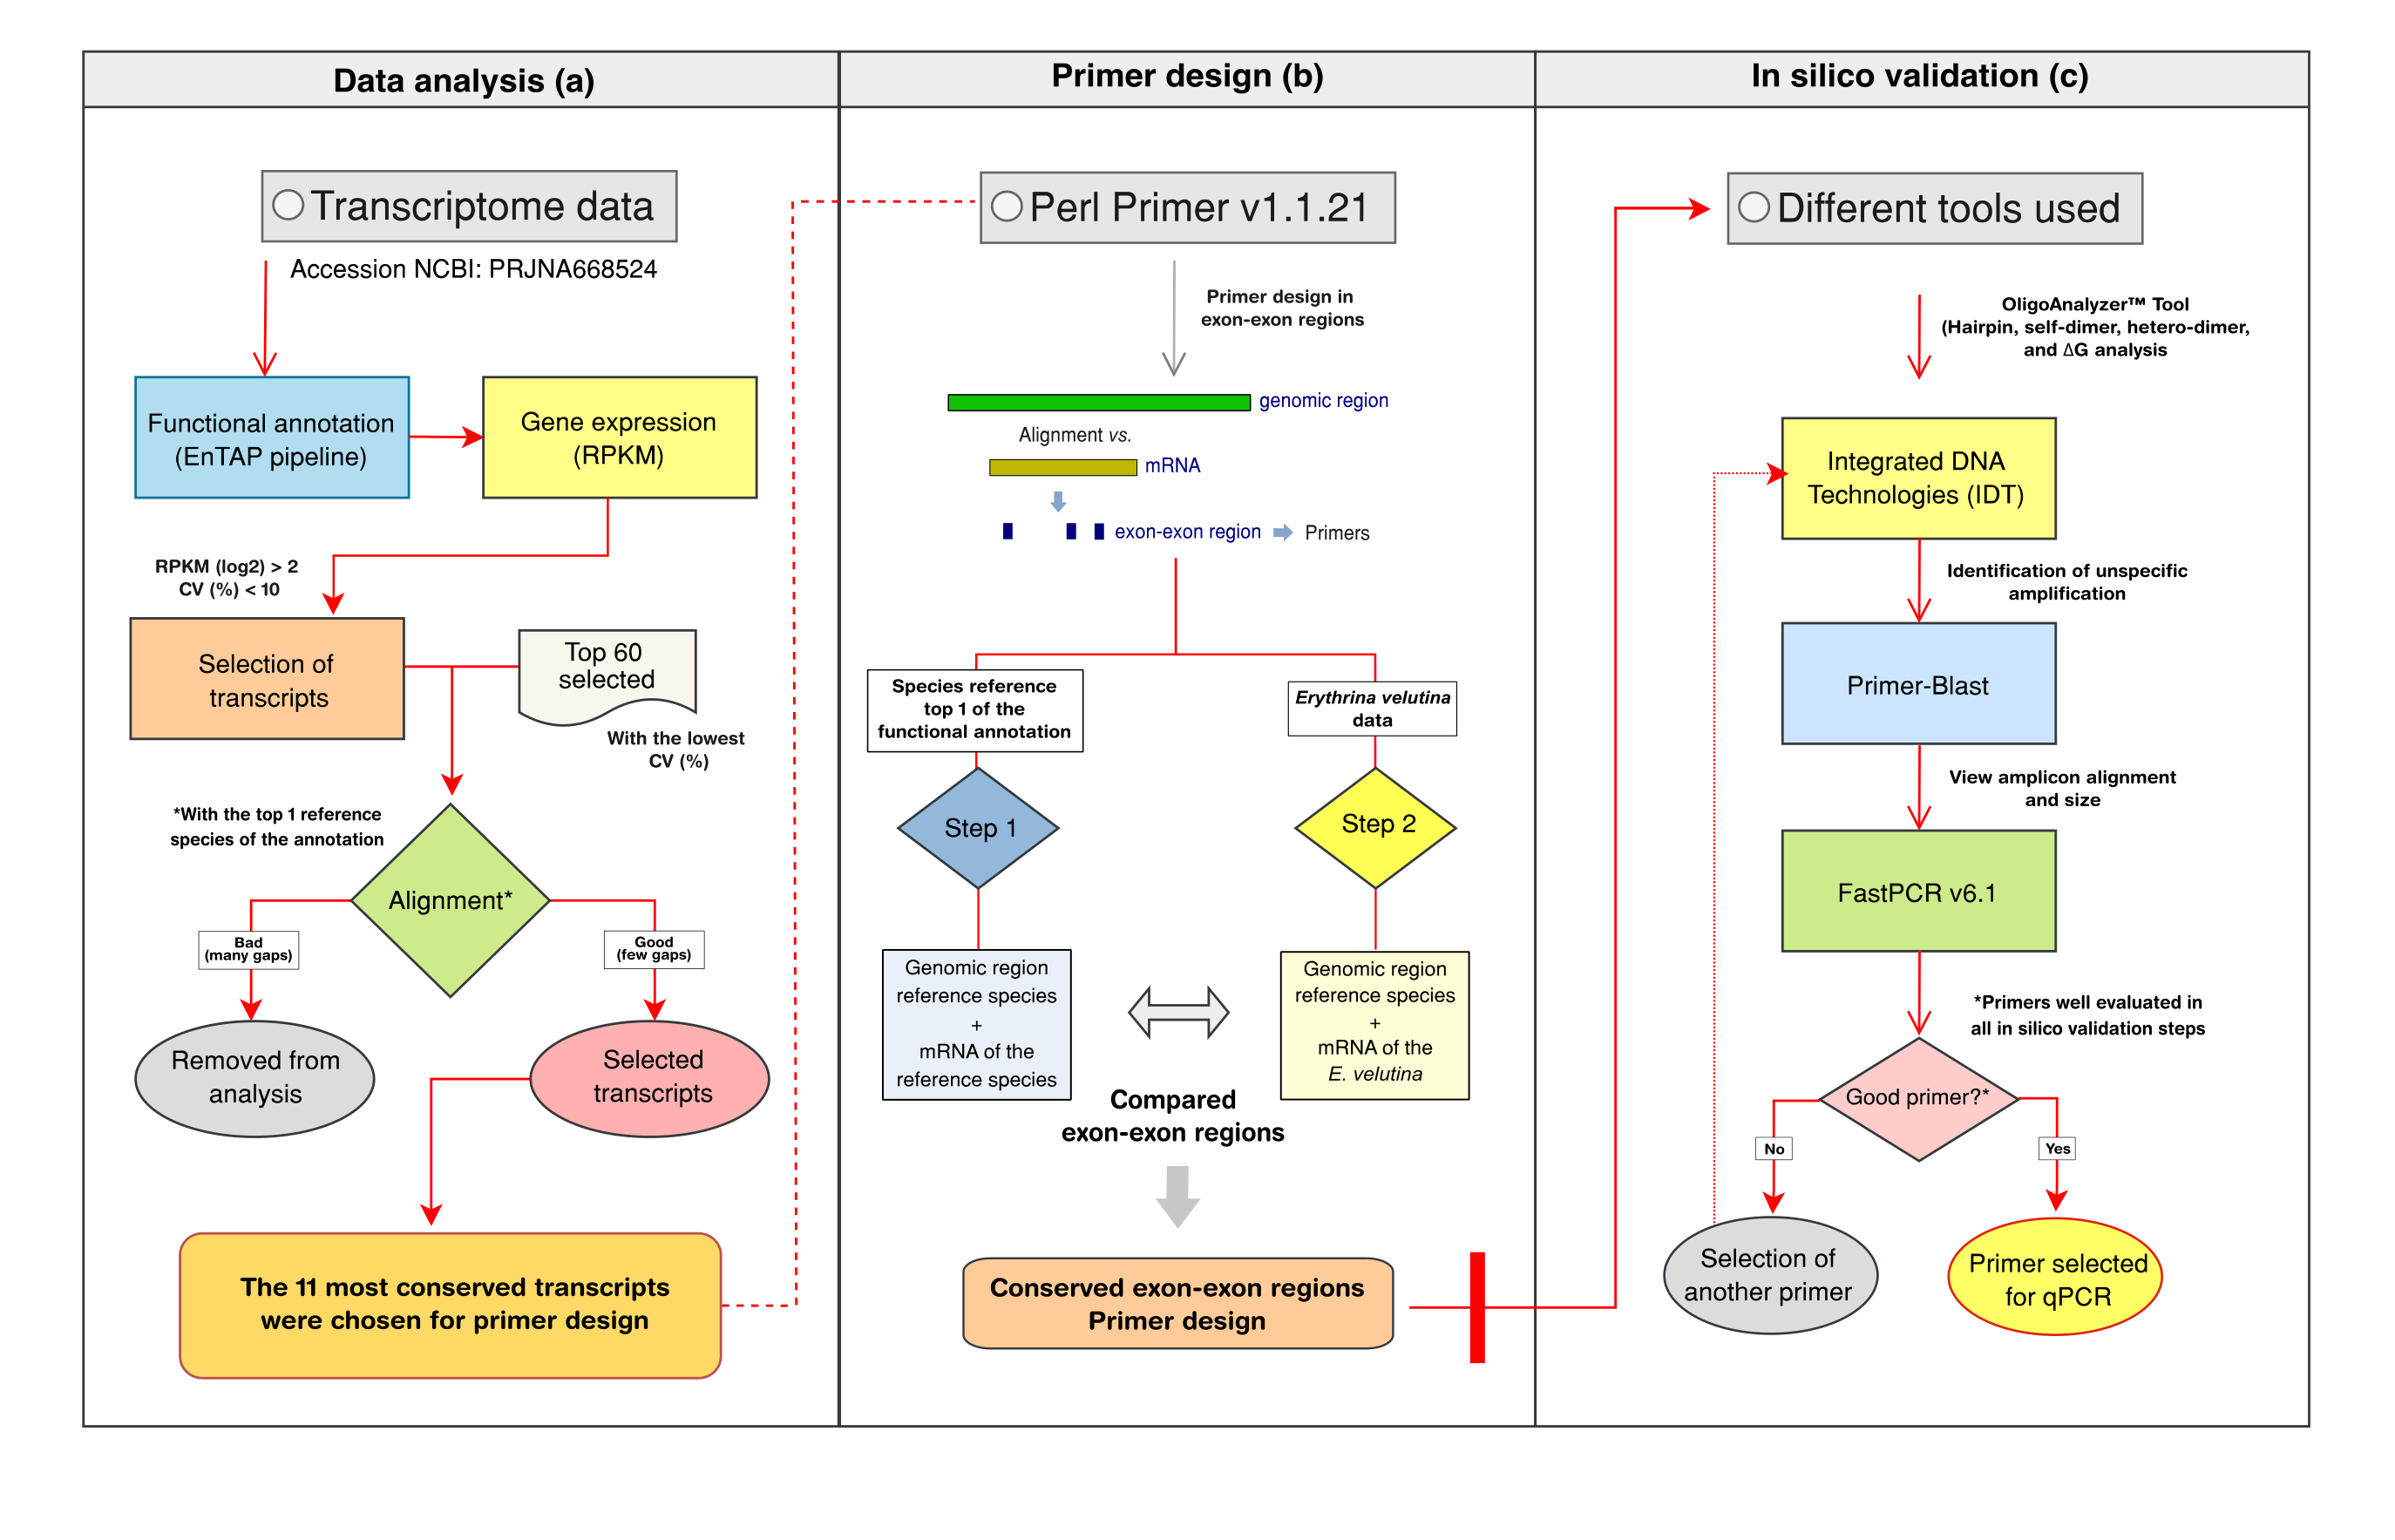 Data analysis (a)
Transcriptome data
Accession NCBI: PRJNA668524
Functional annotation
(EnTAP pipeline)
Gene expression
(RPKM)
RPKM (log2) > 2
CV (%) < 10
Selection of
transcripts
Top 60
selected
With the lowest
CV (%)
*With the top 1 reference
species of the annotation
Alignment*
Bad
(many gaps)
Good
(few gaps)
Removed from
analysis
Selected
transcripts
The 11 most conserved transcripts
were chosen for primer design
Primer design (b)
Perl Primer v1.1.21
Primer design in
exon-exon regions
genomic region
Alignment vs.
mRNA
exon-exon region
Primers
Species reference
top 1 of the
functional annotation
Erythrina velutina
data
Step 1
Step 2
Genomic region
reference species
+
mRNA of the
reference species
Genomic region
reference species
+
mRNA of the
E. velutina
Compared
exon-exon regions
Conserved exon-exon regions
Primer design
In silico validation (c)
Different tools used
OligoAnalyzer™ Tool
(Hairpin, self-dimer, hetero-dimer,
and ΔG analysis
Integrated DNA
Technologies (IDT)
Identification of unspecific
amplification
Primer-Blast
View amplicon alignment
and size
FastPCR v6.1
*Primers well evaluated in
all in silico validation steps
Good primer?*
No
Yes
Selection of
another primer
Primer selected
for qPCR